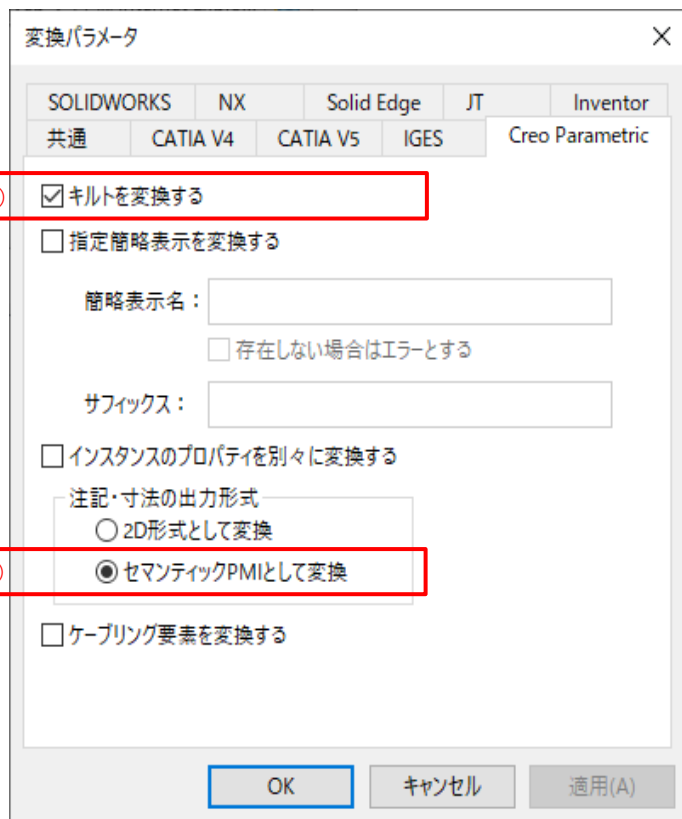 変換パラメータ
SOLIDWORKS NX Solid Edge JT Inventor
共通 CATIA V4 CATIA V5 IGES Creo Parametric
キルトを変換する
指定簡略表示を変換する
簡略表示名：
存在しない場合はエラーとする
サフィックス：
インスタンスのプロパティを別々に変換する
注記・寸法の出力形式
2D形式として変換
セマンティックPMIとして変換
ケーブリング要素を変換する
OK キャンセル 適用(A)